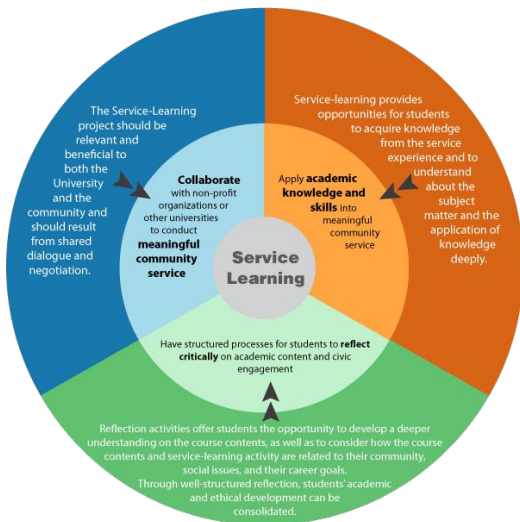 The Service-Learning
project should be
relevant and
beneficial to
both the
University
and the
community and
should result
from shared
dialogue and
negotiation.
Collaborate
with non-profit
organizations or
other universities
to conduct
meaningful
community
service
Service-learning provides
opportunities for students
to acquire knowledge
from the service
experience and to
understand
about the
subject
matter and the
application of
knowledge
deeply.
Apply academic
knowledge and
skills into
meaningful
community
service
Service
Learning
Have structured processes for students to reflect
critically on academic content and civic
engagement
Reflection activities offer students the opportunity to develop a deeper
understanding on the course contents, as well as to consider how the course
contents and service-learning activity are related to their community,
social issues, and their career goals.
Through well-structured reflection, students' academic
and ethical development can be
consolidated.